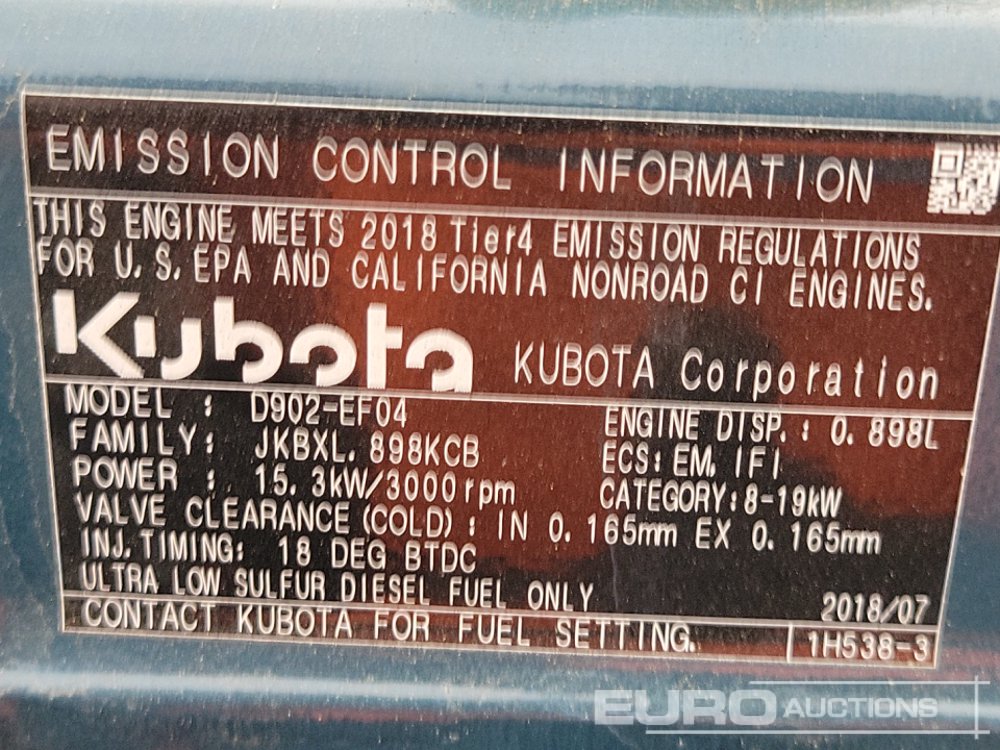 EMISSION CONTROL INFORMATION
THIS ENGINE MEETS 2018 Tier4 EMISSION REGULATIONS
FOR U.S.EPA AND CALIFORNIA NONROAD CI ENGINES.
Kubota KUBOTA Corporation
MODEL : D902-EF04 ENGINE DISP.: 0.898L
FAMILY: JKBXL.898KCB ECS:EM,IFI
POWER : 15.3kW/3000rpm CATEGORY:8-19kW
VALVE CLEARANCE(COLD): IN 0.165mm EX 0.165mm
INJ.TIMING: 18 DEG BTDC
ULTRA LOW SULFUR DIESEL FUEL ONLY 2018/07
CONTACT KUBOTA FOR FUEL SETTING. 1H538-3
EURO AUCTIONS